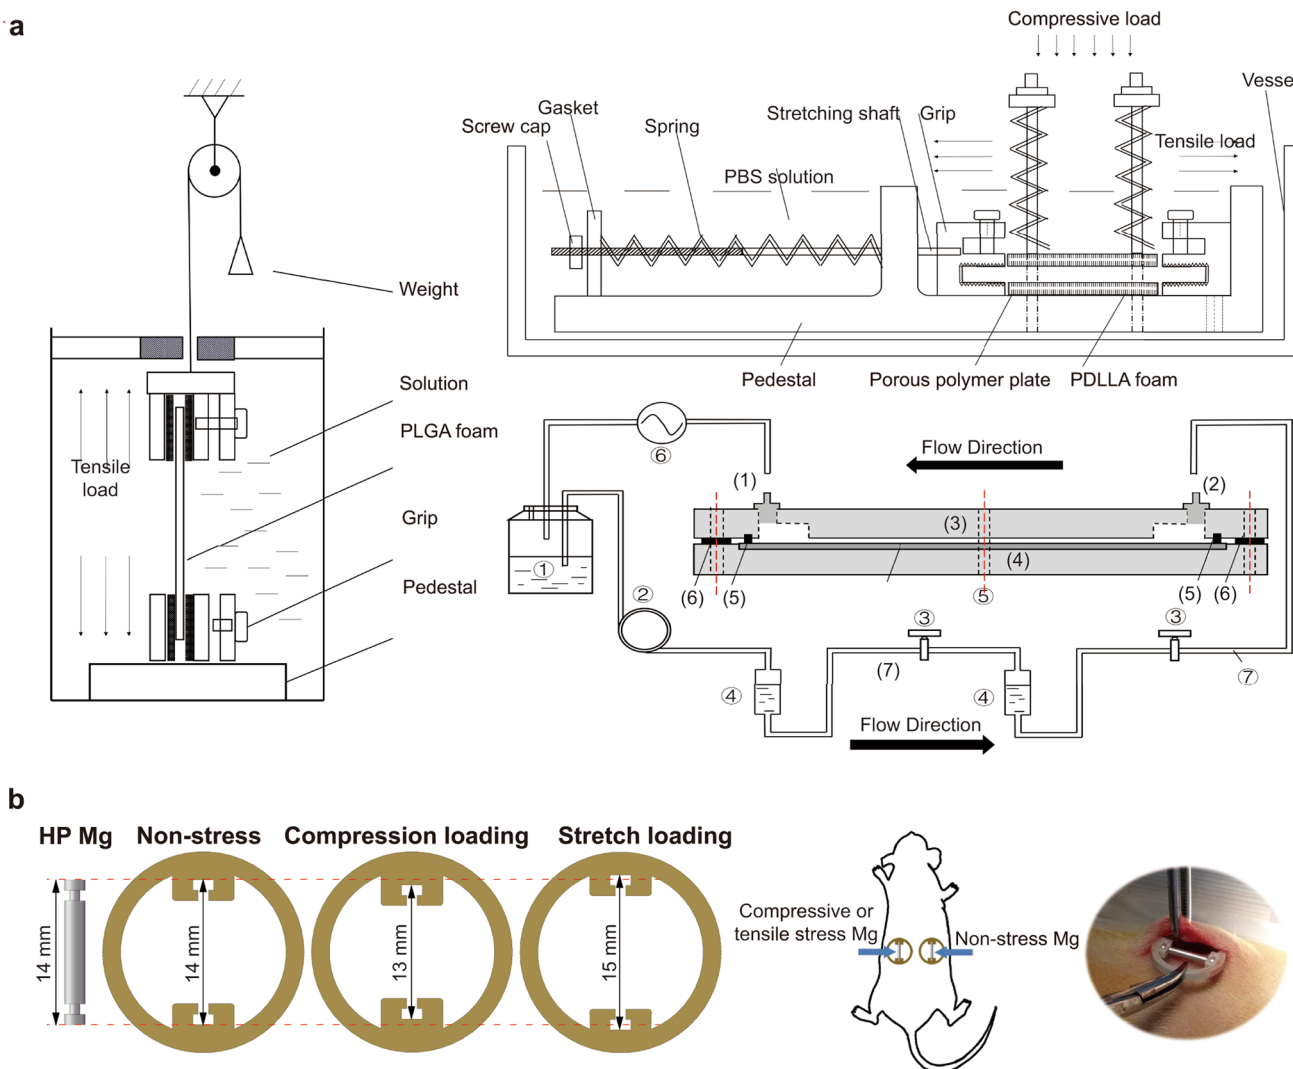 a
Compressive load
Vesse
Gasket
Screw cap
Spring
Stretching shaft
Grip
Tensile load
PBS solution
Weight
Pedestal
Porous polymer plate
PDLLA foam
Solution
PLGA foam
Tensile
load
Grip
Pedestal
⑥
Flow Direction
(1)
(2)
(3)
(4)
①
(6)
(5)
⑤
(5)
(6)
②
③
③
(7)
⑦
④
④
Flow Direction
b
HP Mg
Non-stress
Compression loading
Stretch loading
14 mm
14 mm
13 mm
15 mm
Compressive or
tensile stress Mg
Non-stress Mg